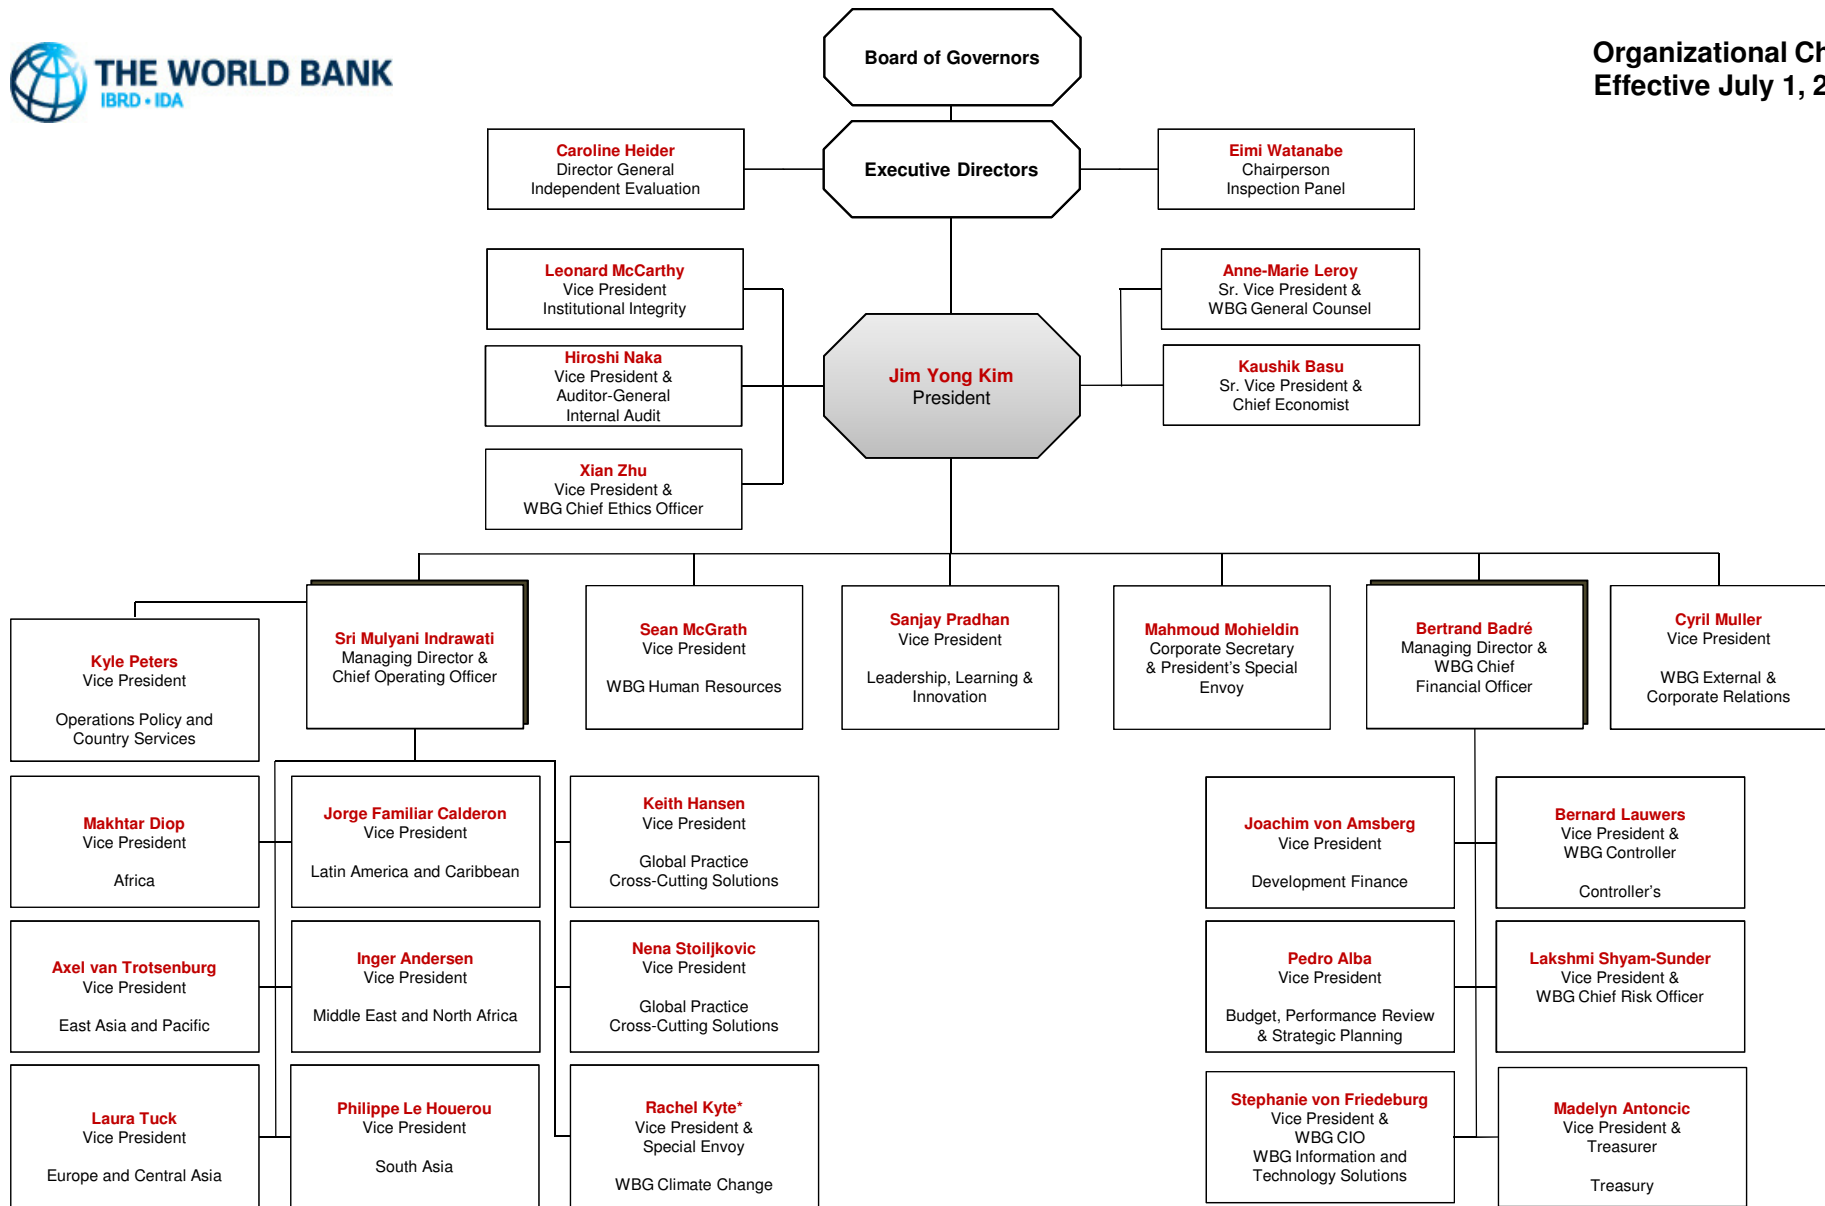 THE WORLD BANK
IBRD • IDA
Board of Governors
Organizational
Effective July 1,
Caroline Heider
Director General
Independent Evaluation
Executive Directors
Eimi Watanabe
Chairperson
Inspection Panel
Leonard McCarthy
Vice President
Institutional Integrity
Anne-Marie Leroy
Sr. Vice President &
WBG General Counsel
Hiroshi Naka
Vice President &
Auditor-General
Internal Audit
Jim Yong Kim
President
Kaushik Basu
Sr. Vice President &
Chief Economist
Xian Zhu
Vice President &
WBG Chief Ethics Officer
Kyle Peters
Vice President
Operations Policy and
Country Services
Sri Mulyani Indrawati
Managing Director &
Chief Operating Officer
Sean McGrath
Vice President
WBG Human Resources
Sanjay Pradhan
Vice President
Leadership, Learning &
Innovation
Mahmoud Mohieldin
Corporate Secretary
& President's Special
Envoy
Bertrand Badré
Managing Director &
WBG Chief
Financial Officer
Cyril Muller
Vice President
WBG External &
Corporate Relations
Makhtar Diop
Vice President
Africa
Jorge Familiar Calderon
Vice President
Latin America and Caribbean
Keith Hansen
Vice President
Global Practice
Cross-Cutting Solutions
Joachim von Amsberg
Vice President
Development Finance
Bernard Lauwers
Vice President &
WBG Controller
Controller's
Axel van Trotsenburg
Vice President
East Asia and Pacific
Inger Andersen
Vice President
Middle East and North Africa
Nena Stoiljkovic
Vice President
Global Practice
Cross-Cutting Solutions
Pedro Alba
Vice President
Budget, Performance Review
& Strategic Planning
Lakshmi Shyam-Sunder
Vice President &
WBG Chief Risk Officer
Laura Tuck
Vice President
Europe and Central Asia
Philippe Le Houerou
Vice President
South Asia
Rachel Kyte*
Vice President &
Special Envoy
WBG Climate Change
Stephanie von Friedeburg
Vice President &
WBG CIO
WBG Information and
Technology Solutions
Madelyn Antoncic
Vice President &
Treasurer
Treasury